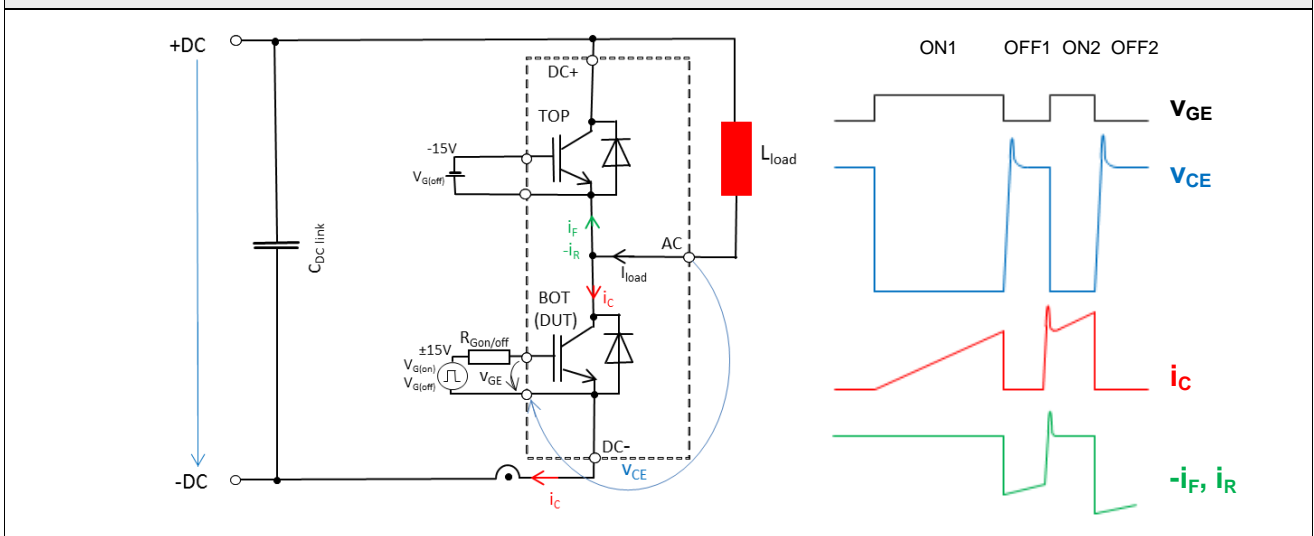 +DC
DC+
TOP
-15V
VG(off)
Lload
CDC link
iF
-iR
AC
Iload
iC
BOT
(DUT)
RGon/off
±15V
VG(on)
VG(off)
vGE
DC-
vCE
-DC
iC
ON1 OFF1 ON2 OFF2
vGE
vCE
iC
-iF, iR